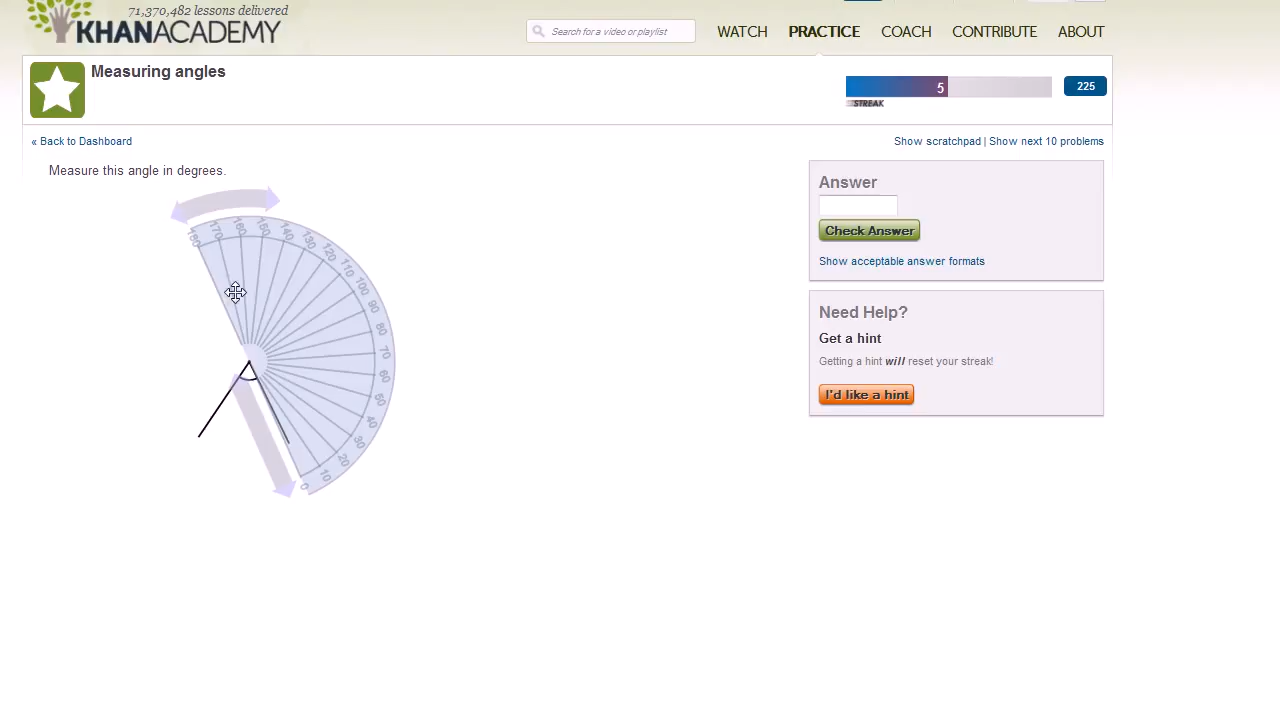 71,370,482 lessons delivered
KHANACADEMY
Search for a video or playlist
WATCH PRACTICE COACH CONTRIBUTE ABOUT
Measuring angles
5
STREAK
225
« Back to Dashboard
Show scratchpad | Show next 10 problems
Measure this angle in degrees.
180 170 160 150 140 130 120 110 100 90 80 70 60 50 40 30 20 10 0
Answer
Check Answer
Show acceptable answer formats
Need Help?
Get a hint
Getting a hint will reset your streak!
I'd like a hint